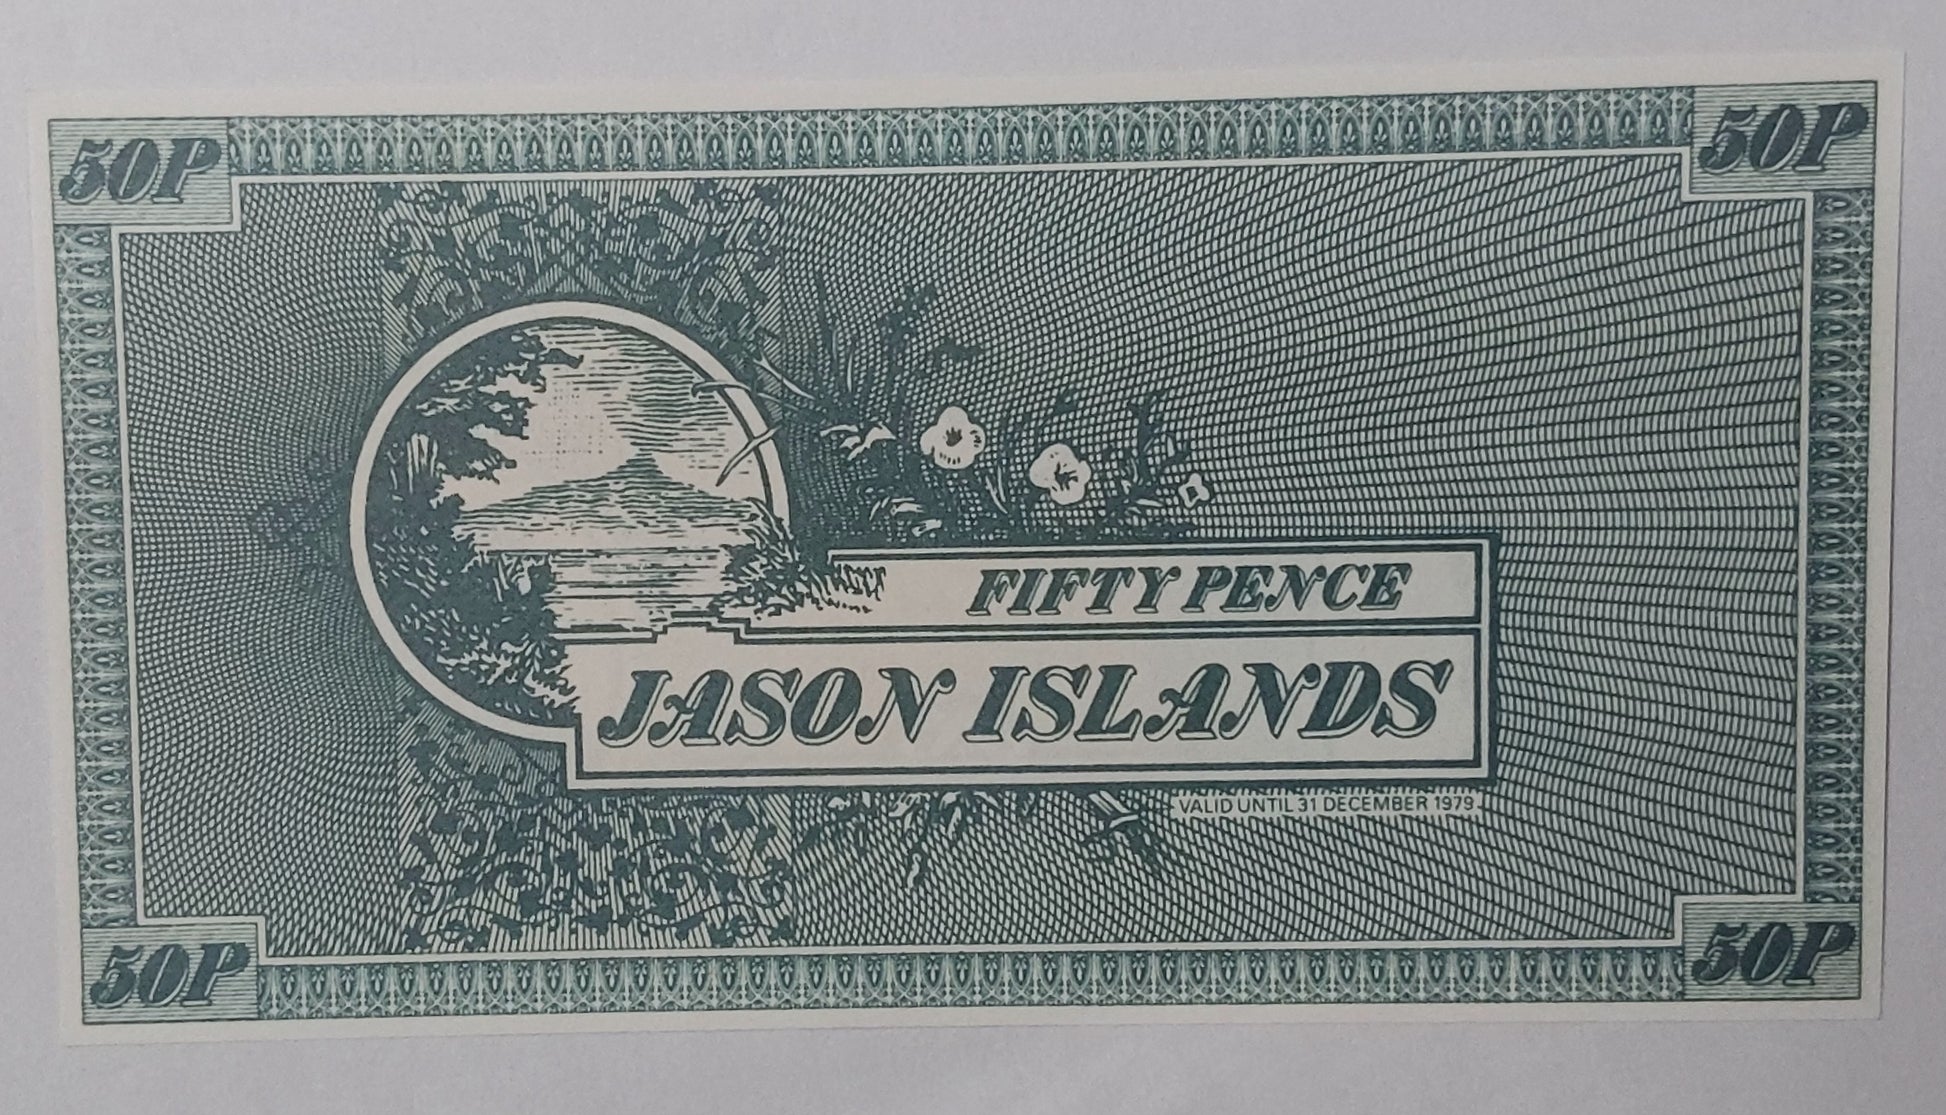 50P
50P
FIFTY PENCE
JASON ISLANDS
VALID UNTIL 31 DECEMBER 1979
50P
50P